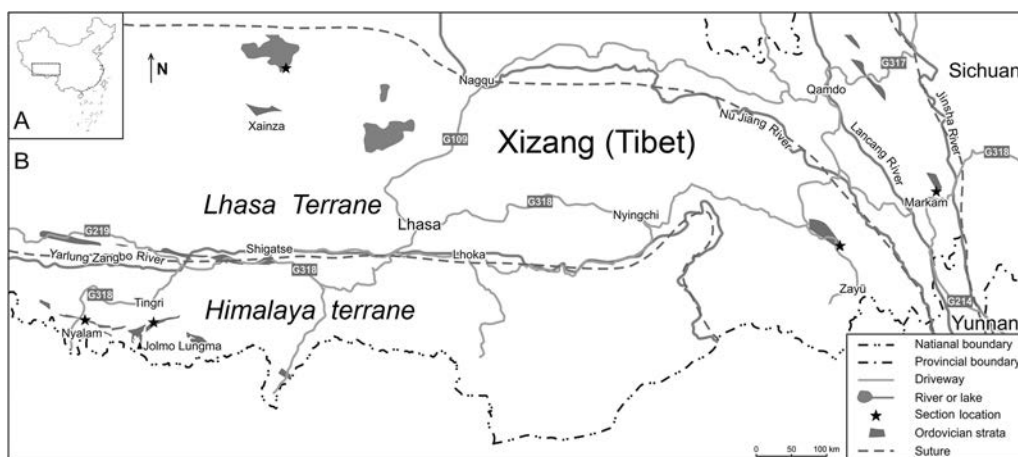 A
B
N
Xainza
Nagqu
G109
Xizang (Tibet)
Qamdo
G317
Sichuan
Nu Jiang River
Lancang River
Jinsha River
G318
Markam
Lhasa Terrane
Lhasa
G318
Nyingchi
G219
Yarlung Zangbo River
Shigatse
G318
Lhoka
Zayü
G214
Yunnan
G318
Tingri
Himalaya terrane
Nyalam
Jolmo Lungma
Natianal boundary
Provincial boundary
Driveway
River or lake
Section location
Ordovician strata
Suture
0 50 100 km